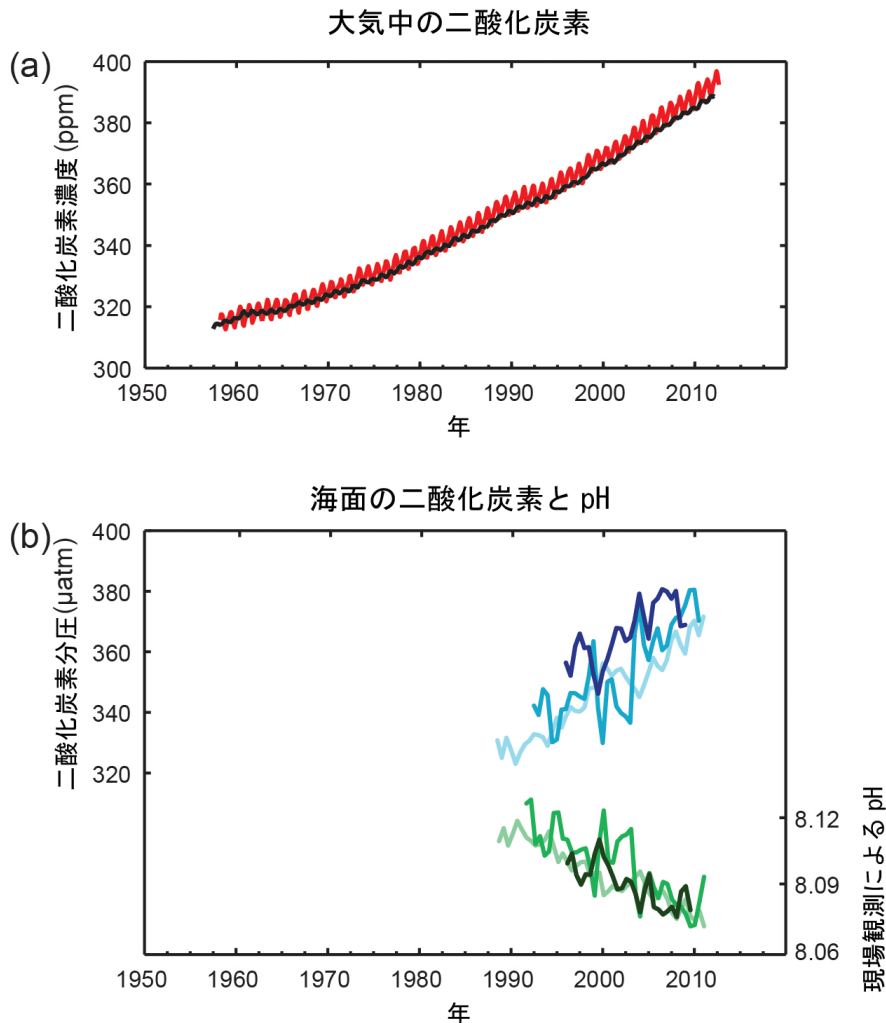 大気中の二酸化炭素
(a)
二酸化炭素濃度(ppm)
400
380
360
340
320
300
1950 1960 1970 1980 1990 2000 2010
年
海面の二酸化炭素と pH
(b)
二酸化炭素分圧(µatm)
400
380
360
340
320
8.12
8.09
8.06
現場観測による pH
1950 1960 1970 1980 1990 2000 2010
年